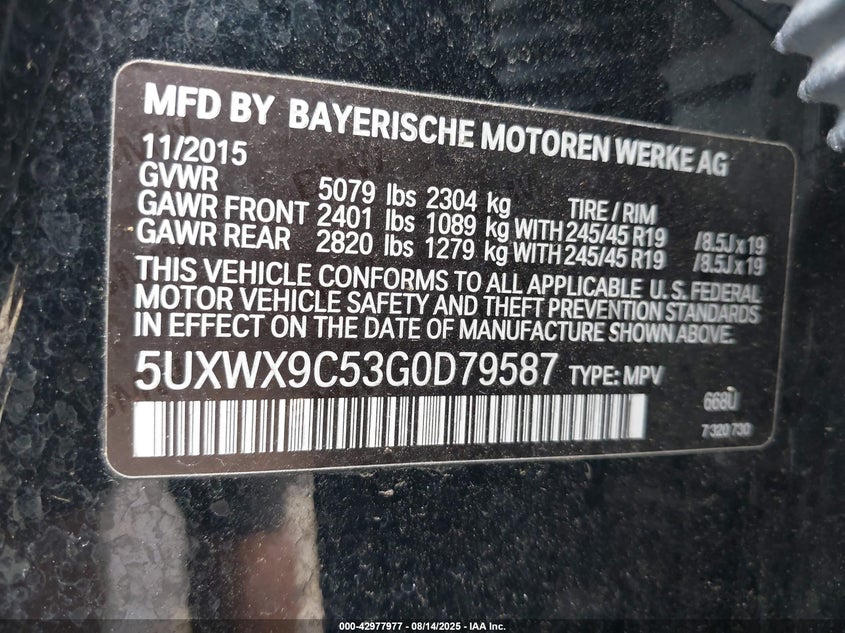 MFD BY BAYERISCHE MOTOREN WERKE AG
11/2015
GVWR 5079 lbs 2304 kg TIRE / RIM
GAWR FRONT 2401 lbs 1089 kg WITH 245/45 R19 /8.5J x 19
GAWR REAR 2820 lbs 1279 kg WITH 245/45 R19 /8.5J x 19
THIS VEHICLE CONFORMS TO ALL APPLICABLE U.S. FEDERAL
MOTOR VEHICLE SAFETY AND THEFT PREVENTION STANDARDS
IN EFFECT ON THE DATE OF MANUFACTURE SHOWN ABOVE.
5UXWX9C53G0D79587 TYPE: MPV
668U
7 320 730
000-42977977 - 08/14/2025 - IAA Inc.